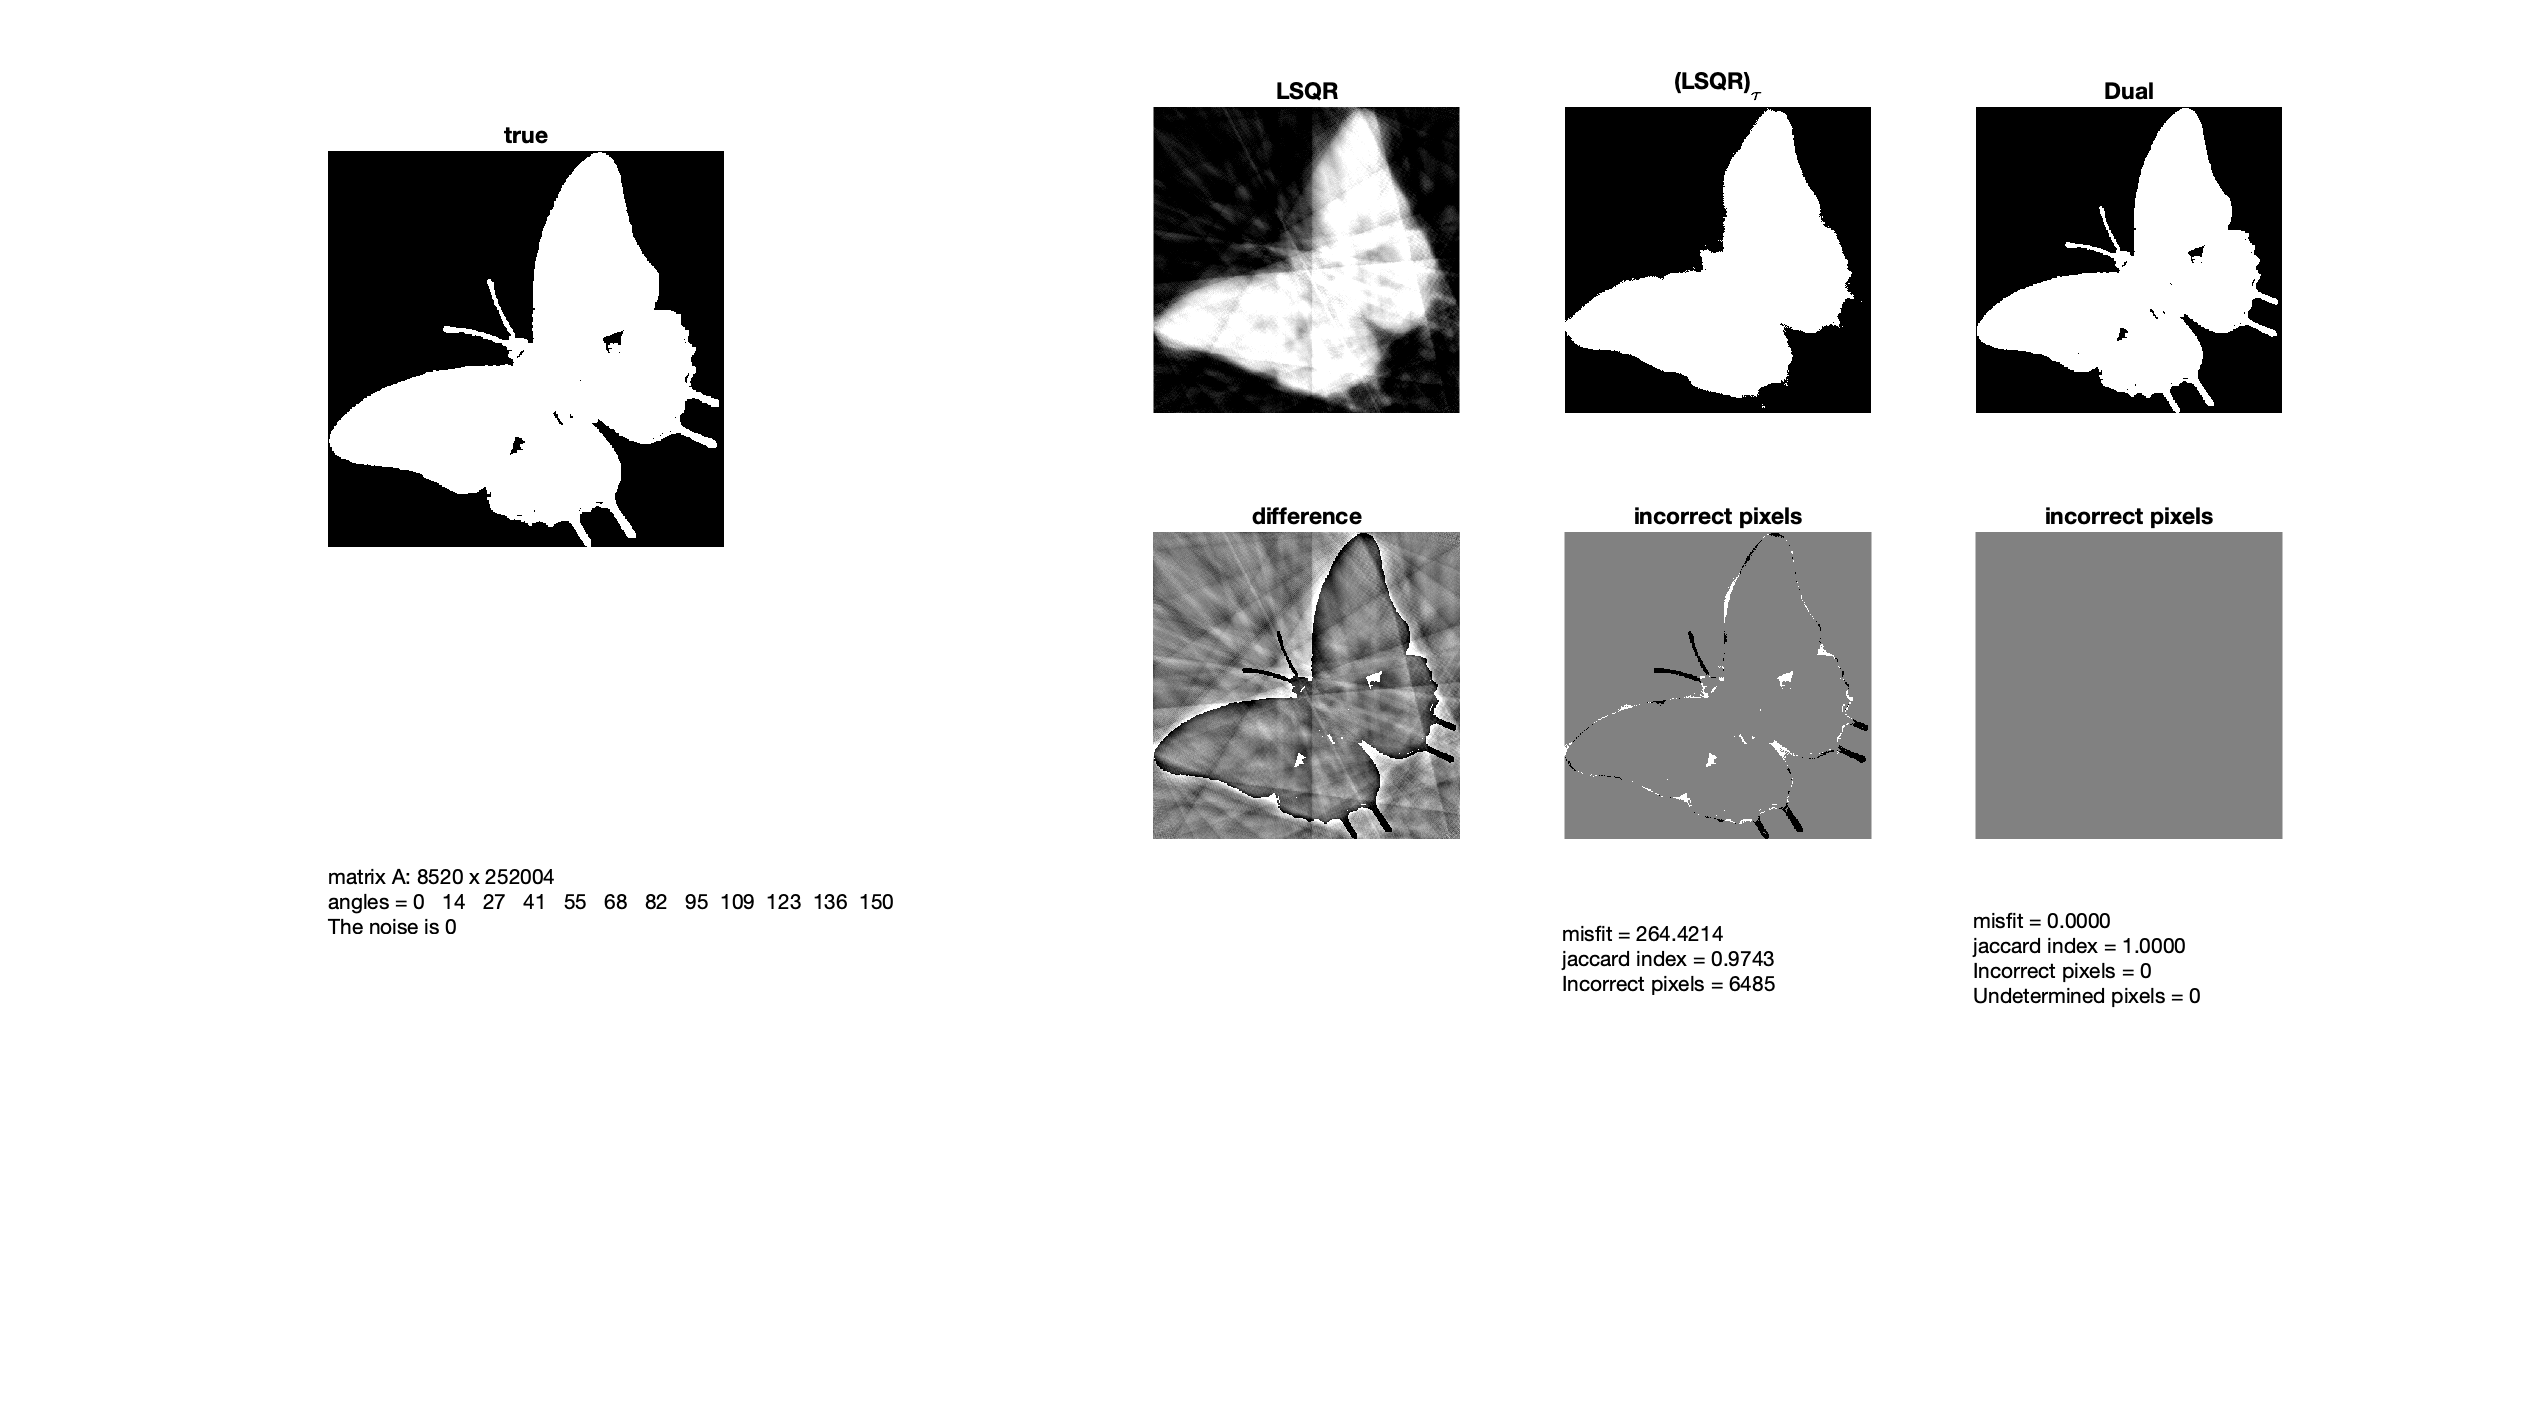 true
LSQR
(LSQR)τ
Dual
difference
incorrect pixels
incorrect pixels
matrix A: 8520 x 252004
angles = 0 14 27 41 55 68 82 95 109 123 136 150
The noise is 0
misfit = 264.4214
jaccard index = 0.9743
Incorrect pixels = 6485
misfit = 0.0000
jaccard index = 1.0000
Incorrect pixels = 0
Undetermined pixels = 0